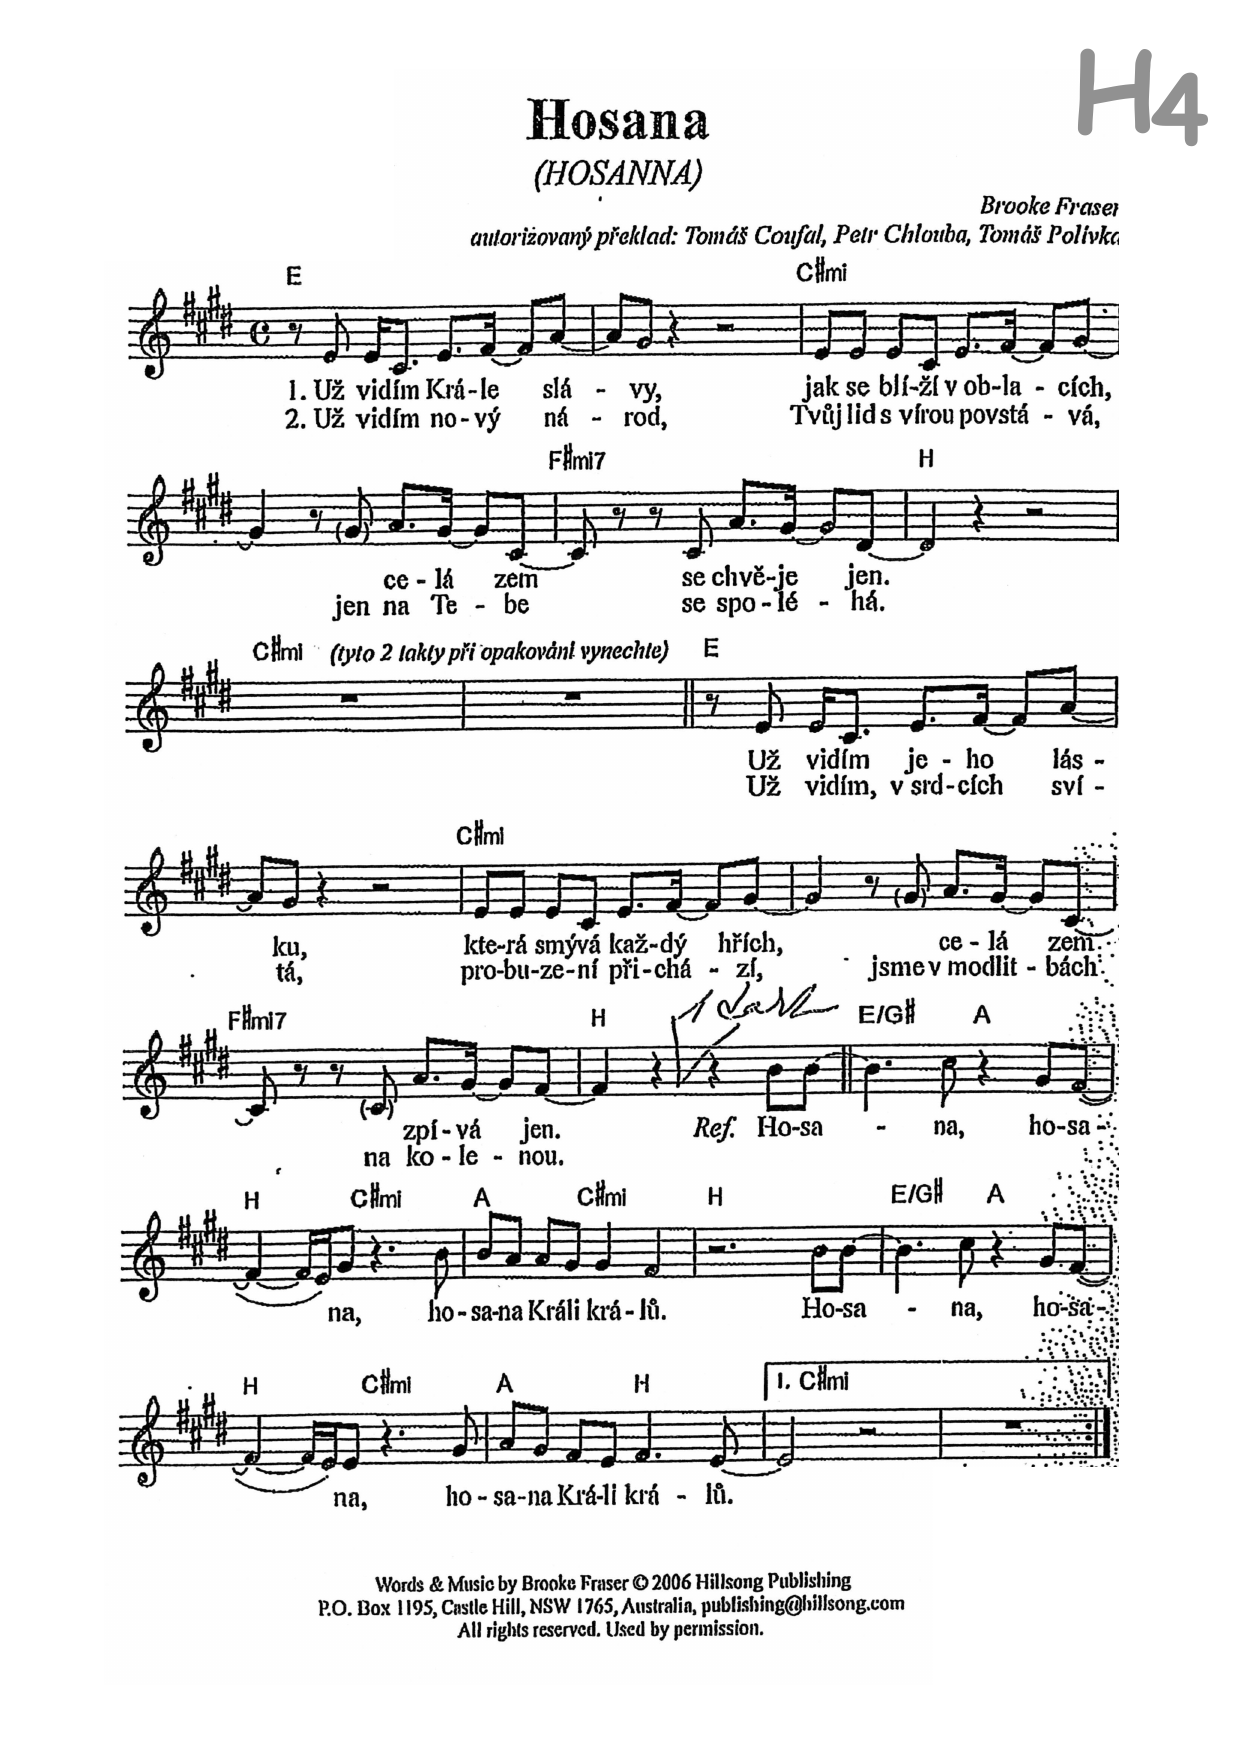 H4
Hosana
(HOSANNA)
Brooke Fraser
autorizovaný překlad: Tomáš Coufal, Petr Chlouba, Tomáš Polívka
E C#mi
1. Už vidím Krá-le slá - vy, jak se blí-ží v ob-la - cích,
2. Už vidím no-vý ná - rod, Tvůj lid s vírou povstá - vá,
F#mi7 H
ce - lá zem se chvě-je jen.
jen na Te - be se spo-lé - há.
C#mi (tyto 2 takty při opakování vynechte) E
Už vidím je - ho lás -
Už vidím, v srd-cích sví -
C#mi
ku, kte-rá smývá kaž-dý hřích, ce - lá zem
tá, pro-bu-ze-ní při-chá - zí, jsme v modlit - bách
F#mi7 H E/G# A
zpí-vá jen. Ref. Ho-sa - na, ho-sa -
na ko - le - nou.
H C#mi A C#mi H E/G# A
na, ho-sa-na Králi krá-lů. Ho-sa - na, ho-sa -
H C#mi A H 1. C#mi
na, ho-sa-na Krá-li krá - lů.
Words & Music by Brooke Fraser © 2006 Hillsong Publishing
P.O. Box 1195, Castle Hill, NSW 1765, Australia, publishing@hillsong.com
All rights reserved. Used by permission.